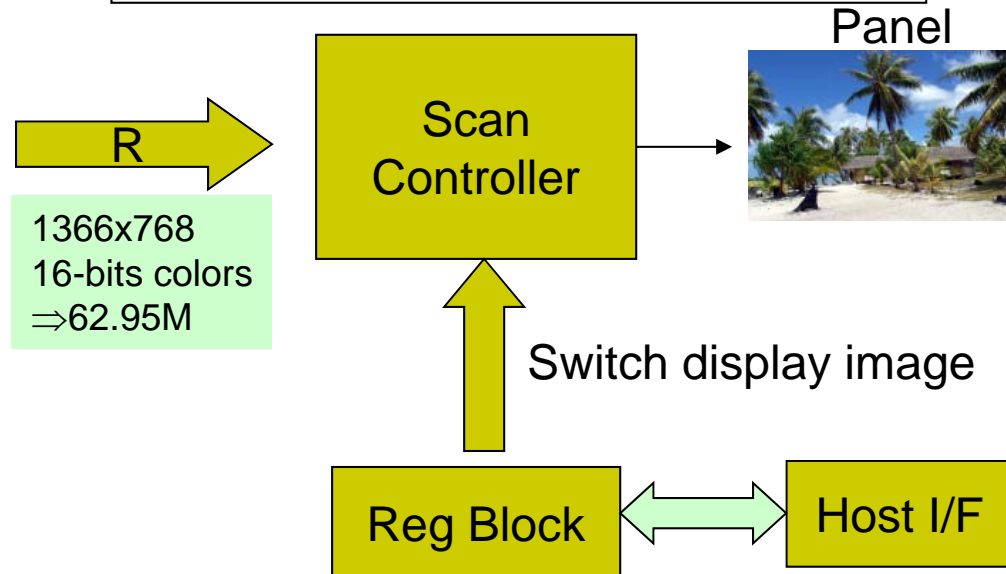 Panel
Scan
Controller
R
1366x768
16-bits colors
⇒62.95M
Switch display image
Reg Block
Host I/F